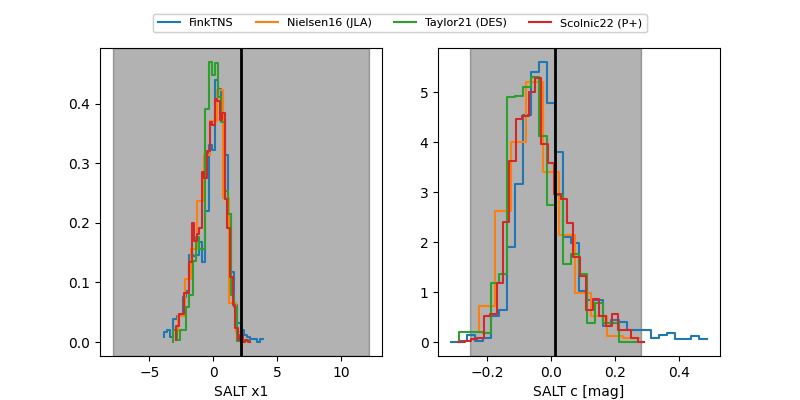 FinkTNS Nielsen16 (JLA) Taylor21 (DES) Scolnic22 (P+)
0.4
0.3
0.2
0.1
0.0
−5 0 5 10
SALT x1
5
4
3
2
1
0
−0.2 0.0 0.2 0.4
SALT c [mag]